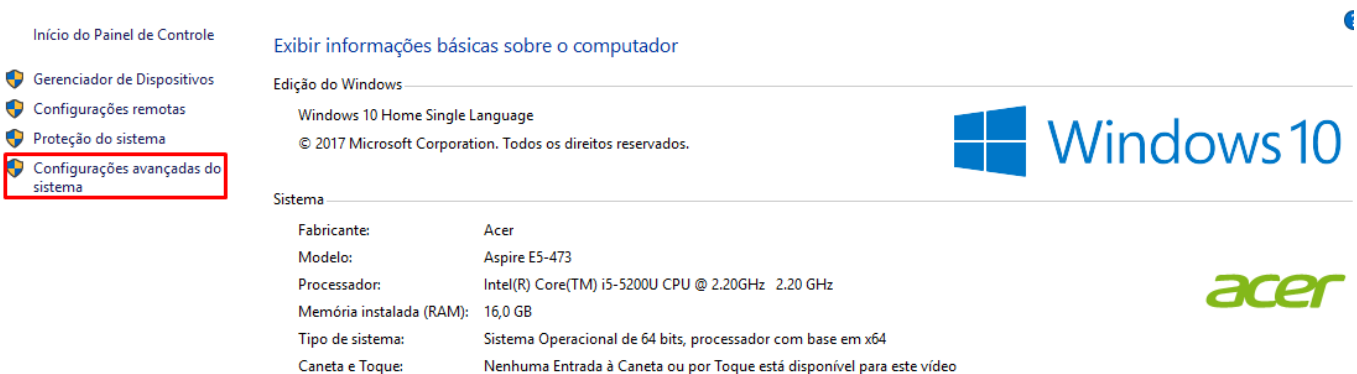 Início do Painel de Controle
Gerenciador de Dispositivos
Configurações remotas
Proteção do sistema
Configurações avançadas do
sistema
Exibir informações básicas sobre o computador
Edição do Windows
Windows 10 Home Single Language
© 2017 Microsoft Corporation. Todos os direitos reservados.
Windows 10
Sistema
Fabricante: Acer
Modelo: Aspire E5-473
Processador: Intel(R) Core(TM) i5-5200U CPU @ 2.20GHz 2.20 GHz
Memória instalada (RAM): 16,0 GB
Tipo de sistema: Sistema Operacional de 64 bits, processador com base em x64
Caneta e Toque: Nenhuma Entrada à Caneta ou por Toque está disponível para este vídeo
acer